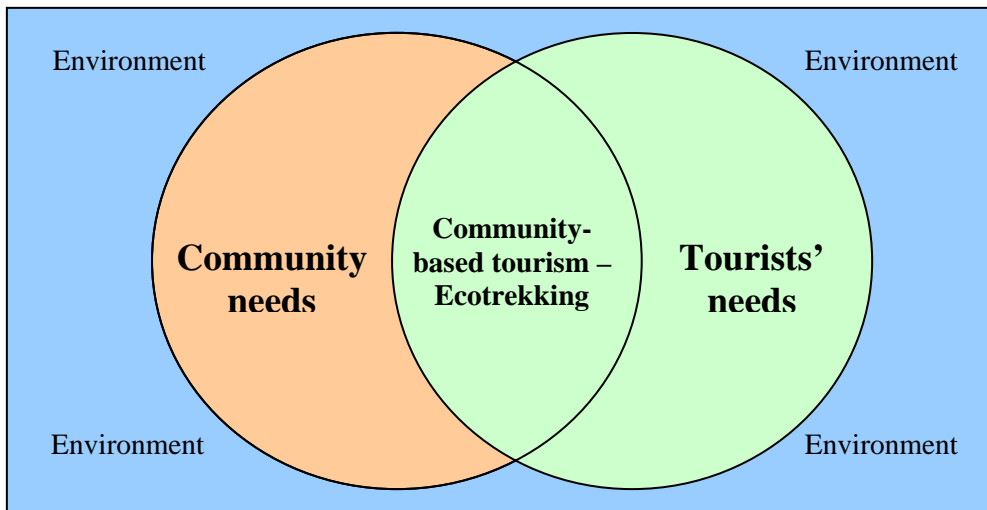 Environment
Environment
Community
needs
Community-
based tourism –
Ecotrekking
Tourists’
needs
Environment
Environment